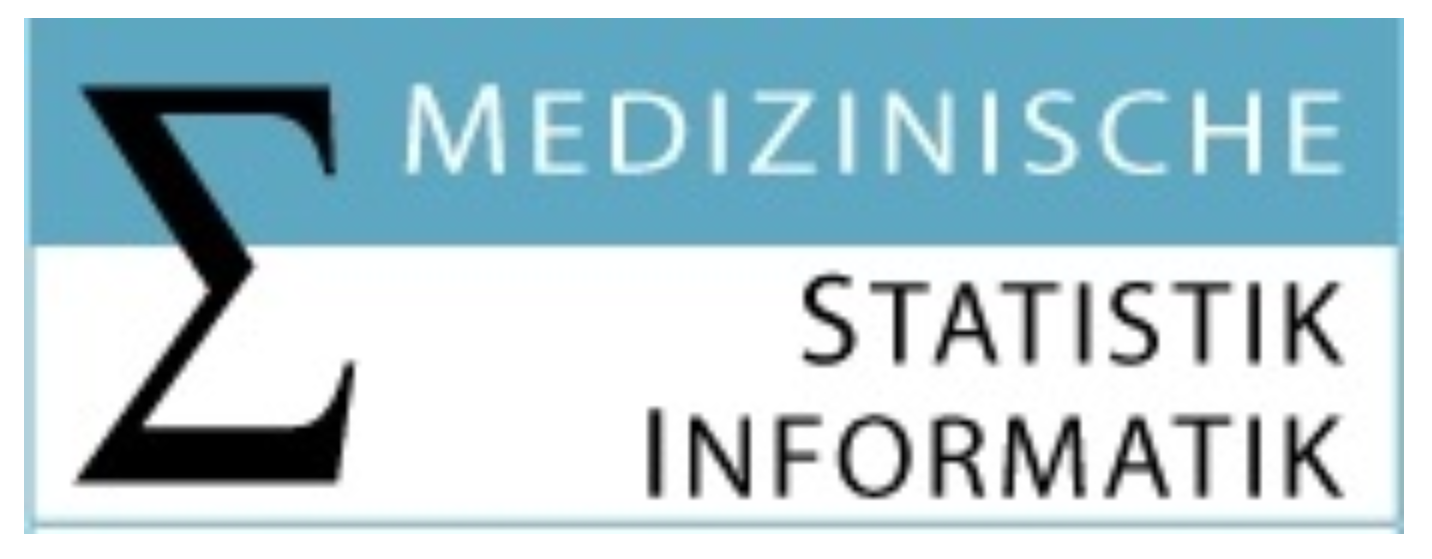 Σ
MEDIZINISCHE
STATISTIK
INFORMATIK